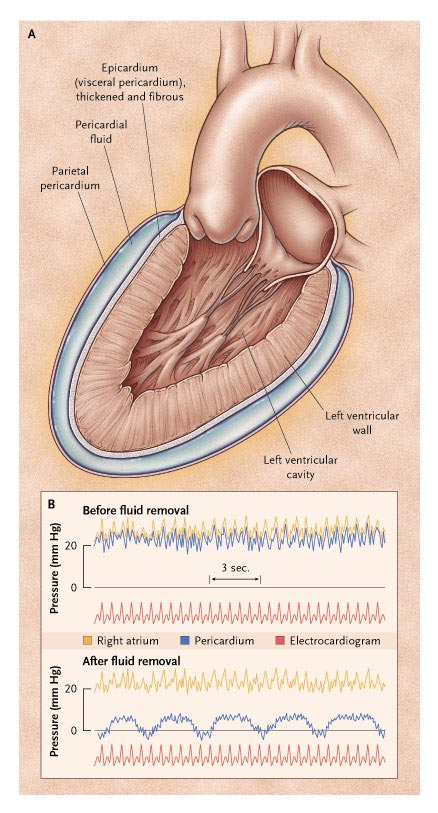 A
Epicardium
(visceral pericardium),
thickened and fibrous
Pericardial
fluid
Parietal
pericardium
Left ventricular
wall
Left ventricular
cavity
B
Before fluid removal
Pressure (mm Hg)
20
0
3 sec.
Right atrium Pericardium Electrocardiogram
After fluid removal
Pressure (mm Hg)
20
0